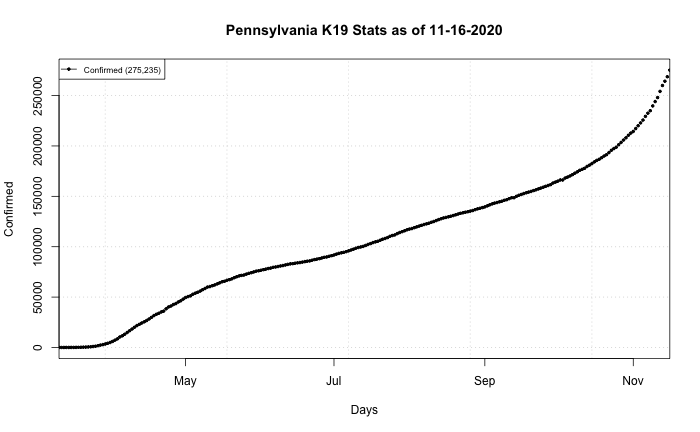 Pennsylvania K19 Stats as of 11-16-2020
Confirmed (275,235)
250000
200000
150000
100000
50000
0
Confirmed
May Jul Sep Nov
Days